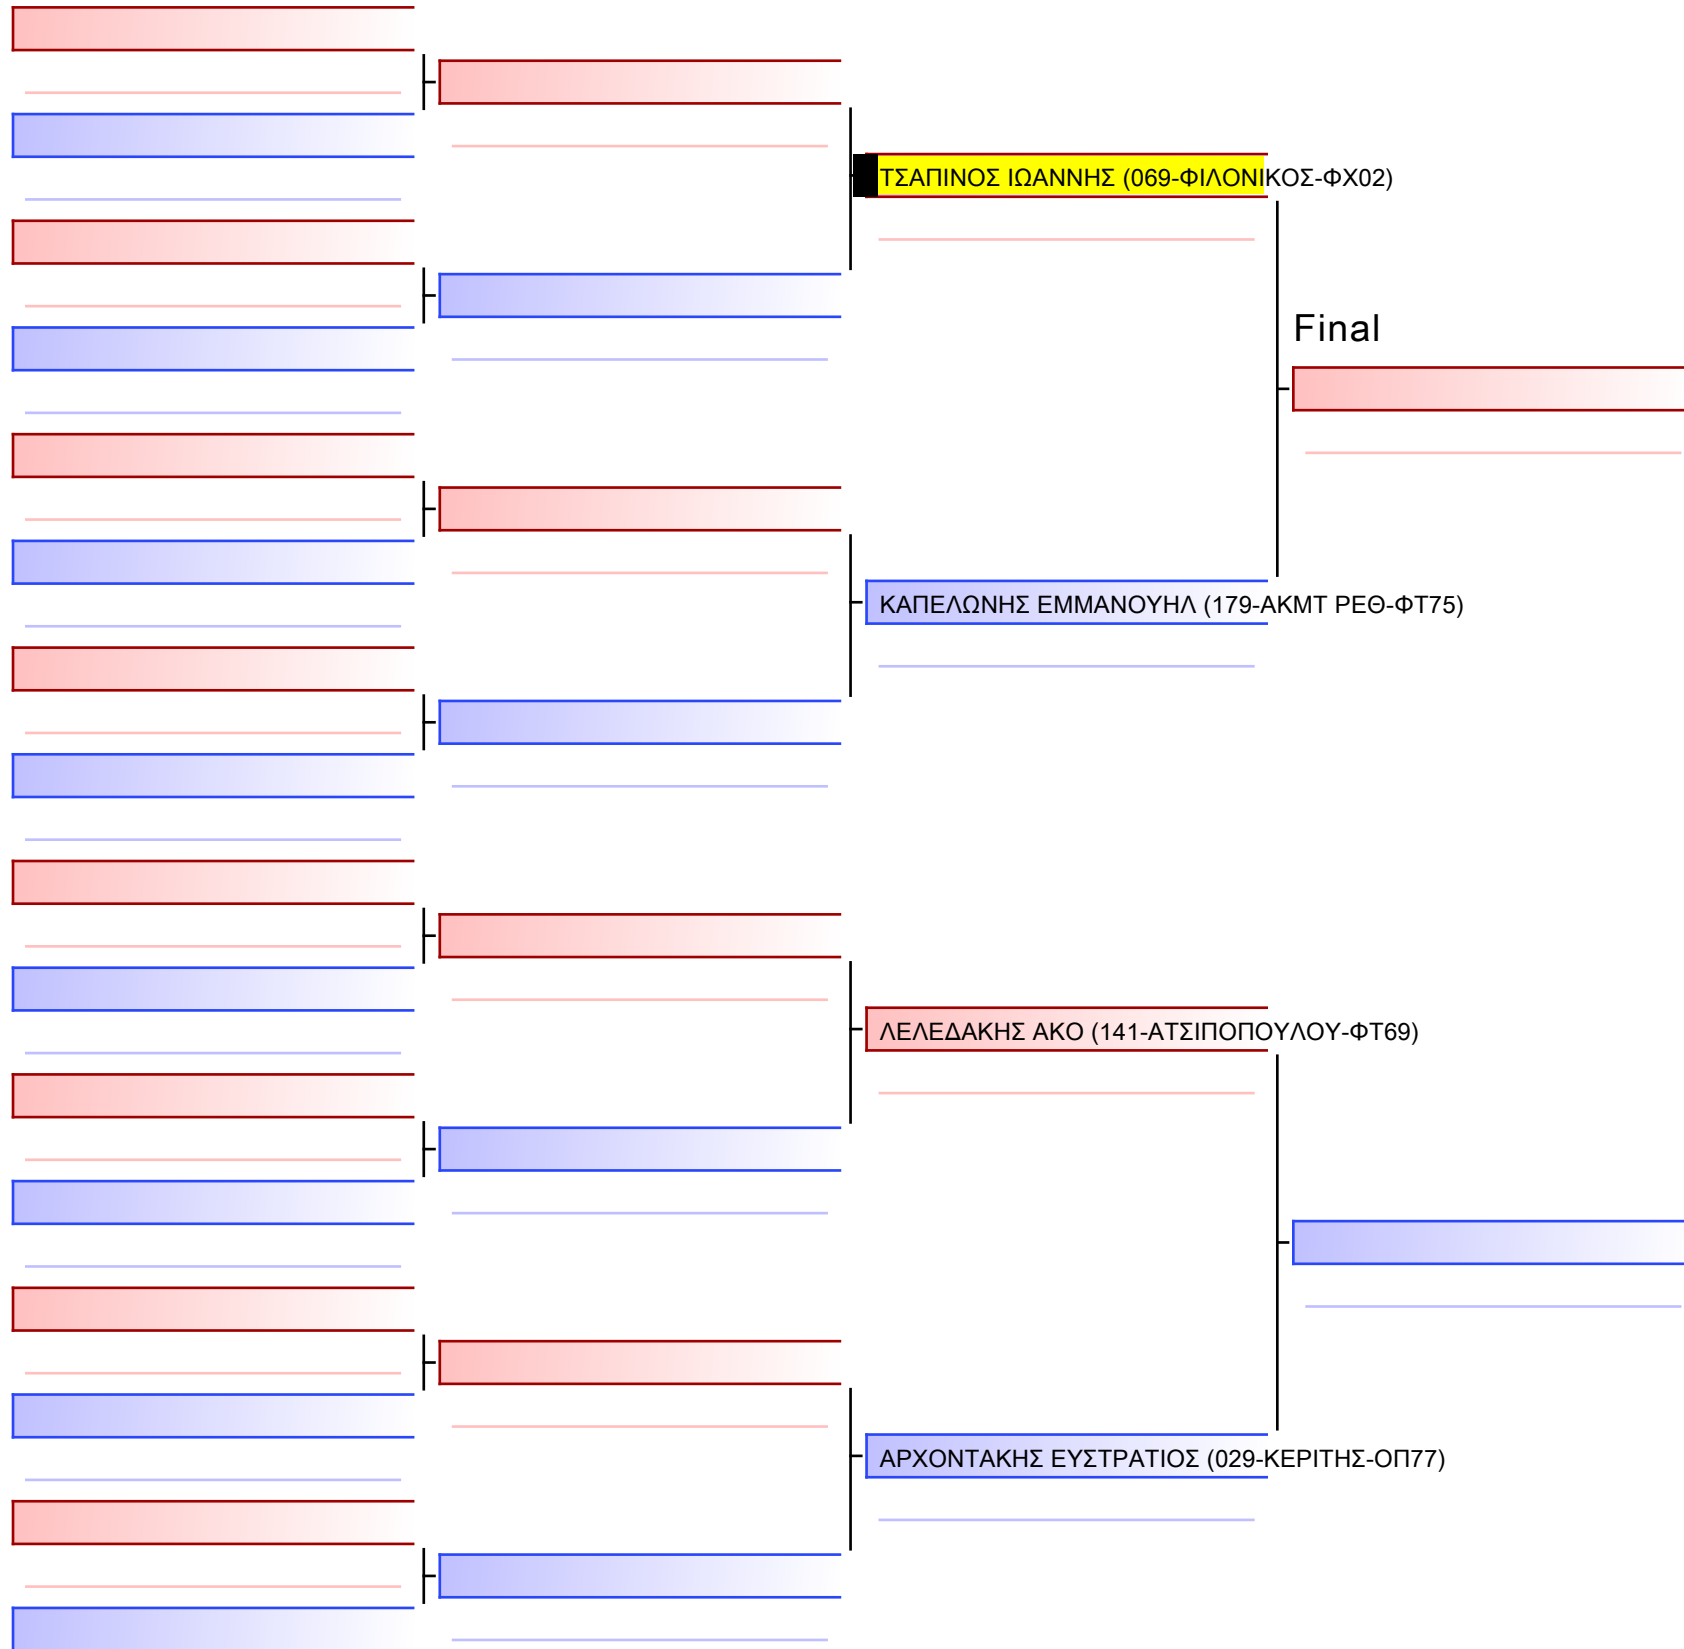 ΤΣΑΠΙΝΟΣ ΙΩΑΝΝΗΣ (069-ΦΙΛΟΝΙΚΟΣ-ΦΧ02)
Final
ΚΑΠΕΛΩΝΗΣ ΕΜΜΑΝΟΥΗΛ (179-ΑΚΜΤ ΡΕΘ-ΦΤ75)
ΛΕΛΕΔΑΚΗΣ ΑΚΟ (141-ΑΤΣΙΠΟΠΟΥΛΟΥ-ΦΤ69)
ΑΡΧΟΝΤΑΚΗΣ ΕΥΣΤΡΑΤΙΟΣ (029-ΚΕΡΙΤΗΣ-ΟΠ77)